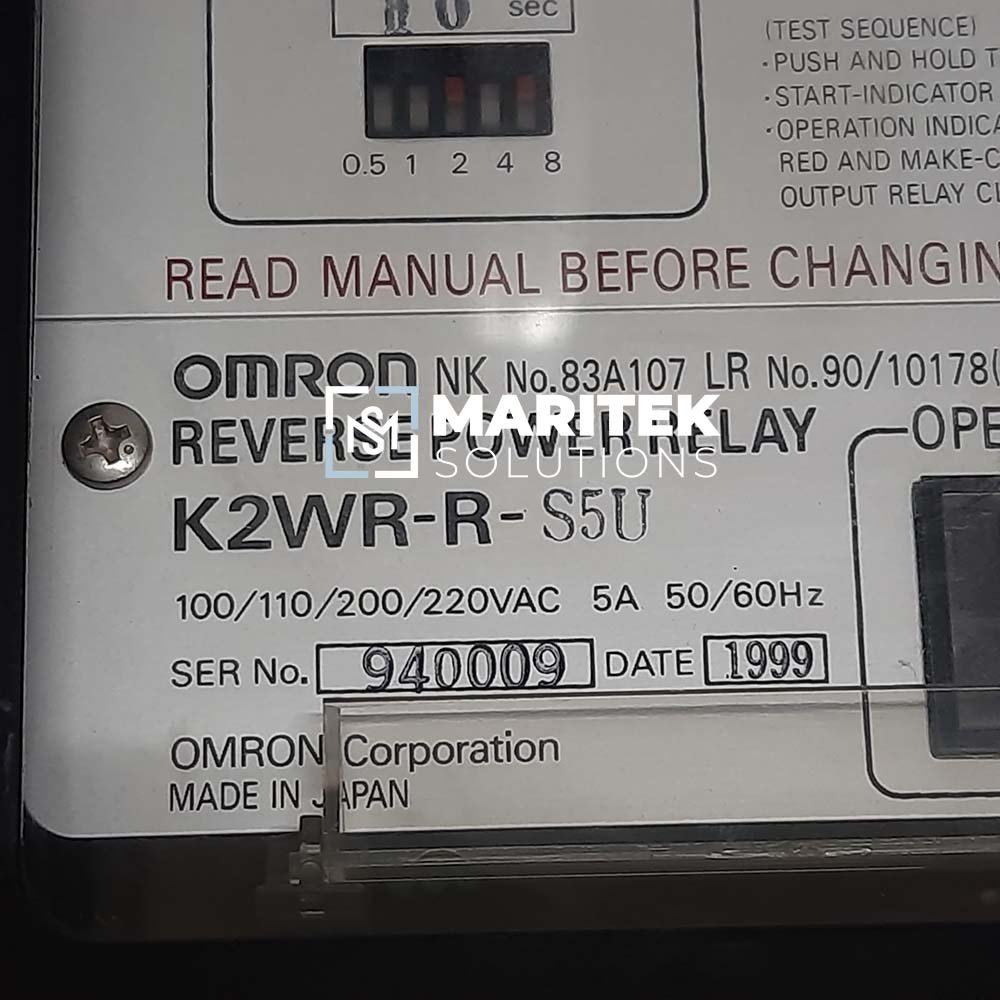 sec
0.5 1 2 4 8
(TEST SEQUENCE)
·PUSH AND HOLD T
·START-INDICATOR
·OPERATION INDICA
RED AND MAKE-C
OUTPUT RELAY CL
READ MANUAL BEFORE CHANGIN
OMRON NK No.83A107 LR No.90/10178(
REVERSE POWER RELAY
MARITEK
SOLUTIONS
OPE
K2WR-R-S5U
100/110/200/220VAC 5A 50/60Hz
SER No. 940009 DATE 1999
OMRON Corporation
MADE IN JAPAN